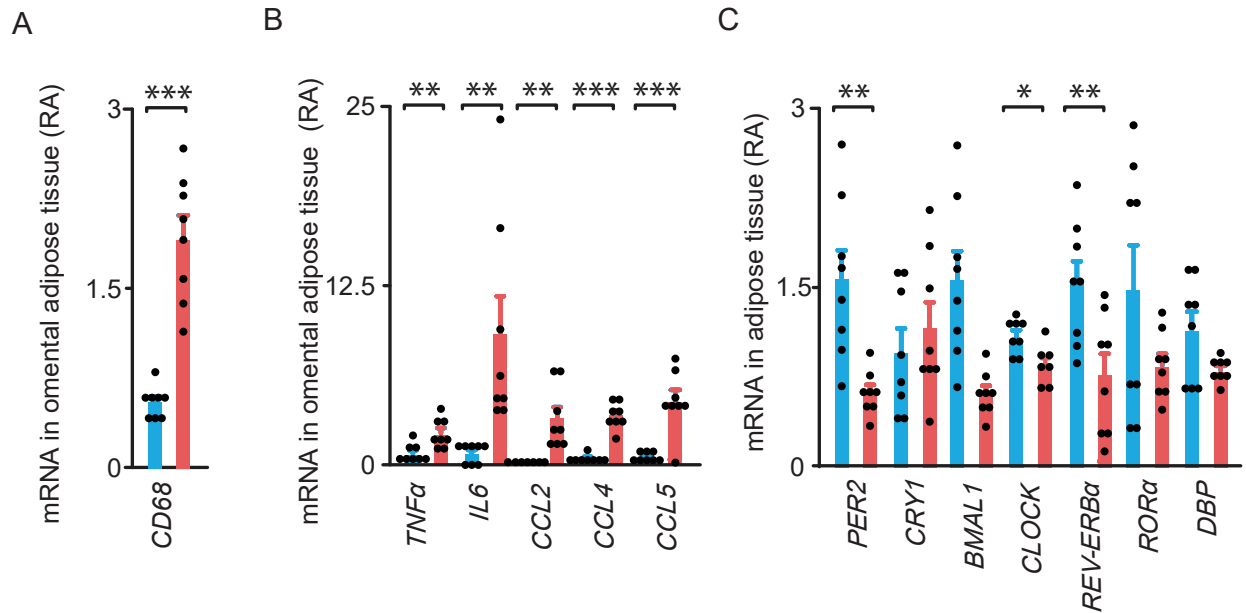 A
mRNA in omental adipose tissue (RA)
***
3
1.5
0
CD68
B
mRNA in omental adipose tissue (RA)
** ** ** *** ***
25
12.5
0
TNFα IL6 CCL2 CCL4 CCL5
C
mRNA in adipose tissue (RA)
** * **
3
1.5
0
PER2 CRY1 BMAL1 CLOCK REV-ERBα RORα DBP